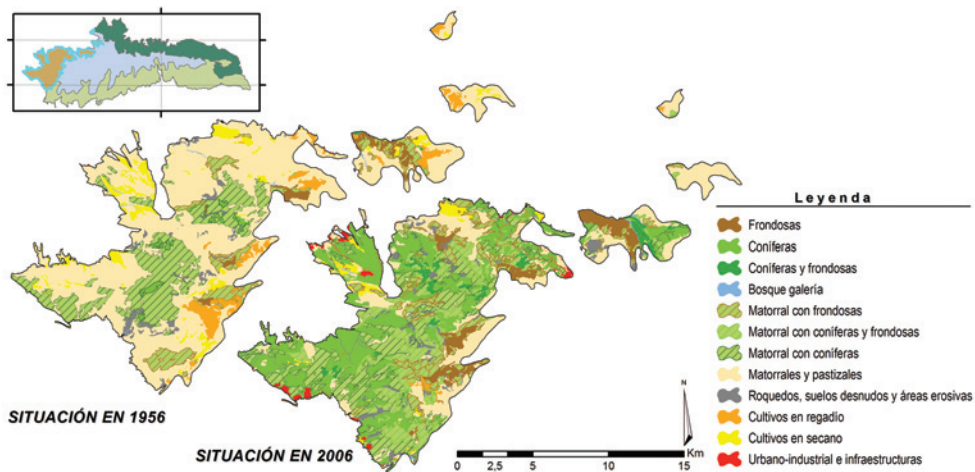 Leyenda
Frondosas
Coníferas
Coníferas y frondosas
Bosque galería
Matorral con frondosas
Matorral con coníferas y frondosas
Matorral con coníferas
Matorrales y pastizales
Roquedos, suelos desnudos y áreas erosivas
Cultivos en regadio
Cultivos en secano
Urbano-industrial e infraestructuras
SITUACIÓN EN 1956
SITUACIÓN EN 2006
N
Km
0 2,5 5 10 15